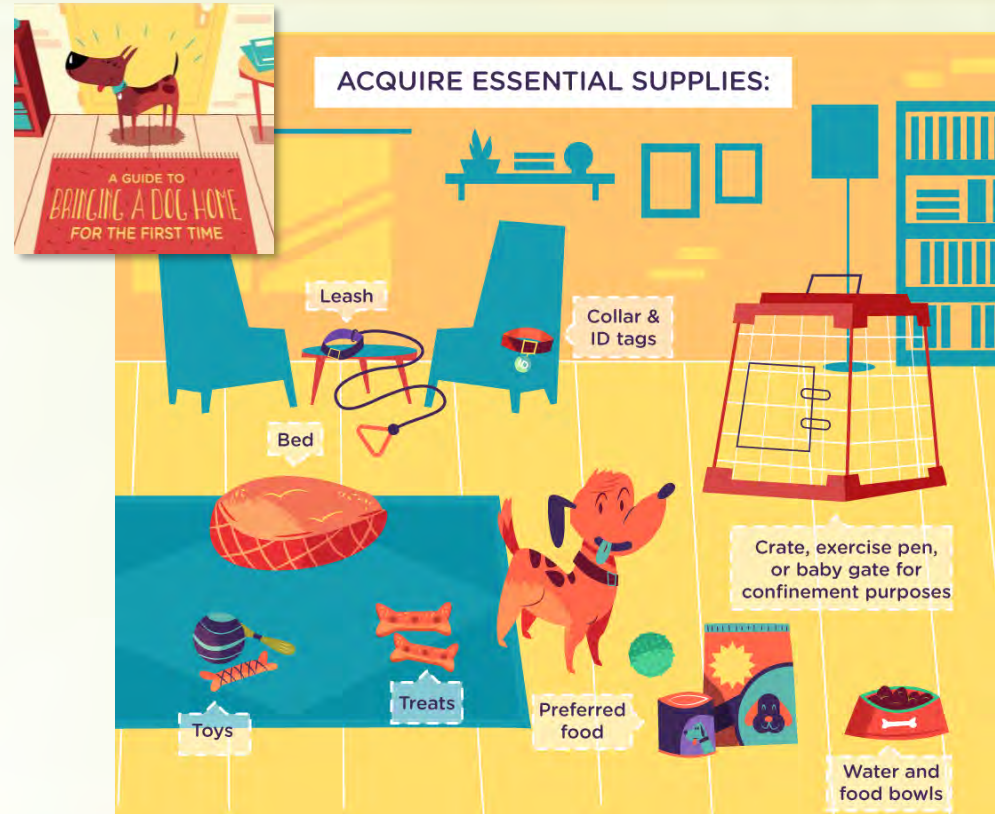 A GUIDE TO
BRINGING A DOG HOME
FOR THE FIRST TIME
ACQUIRE ESSENTIAL SUPPLIES:
Leash
Collar &
ID tags
Bed
Crate, exercise pen,
or baby gate for
confinement purposes
Toys
Treats
Preferred
food
Water and
food bowls